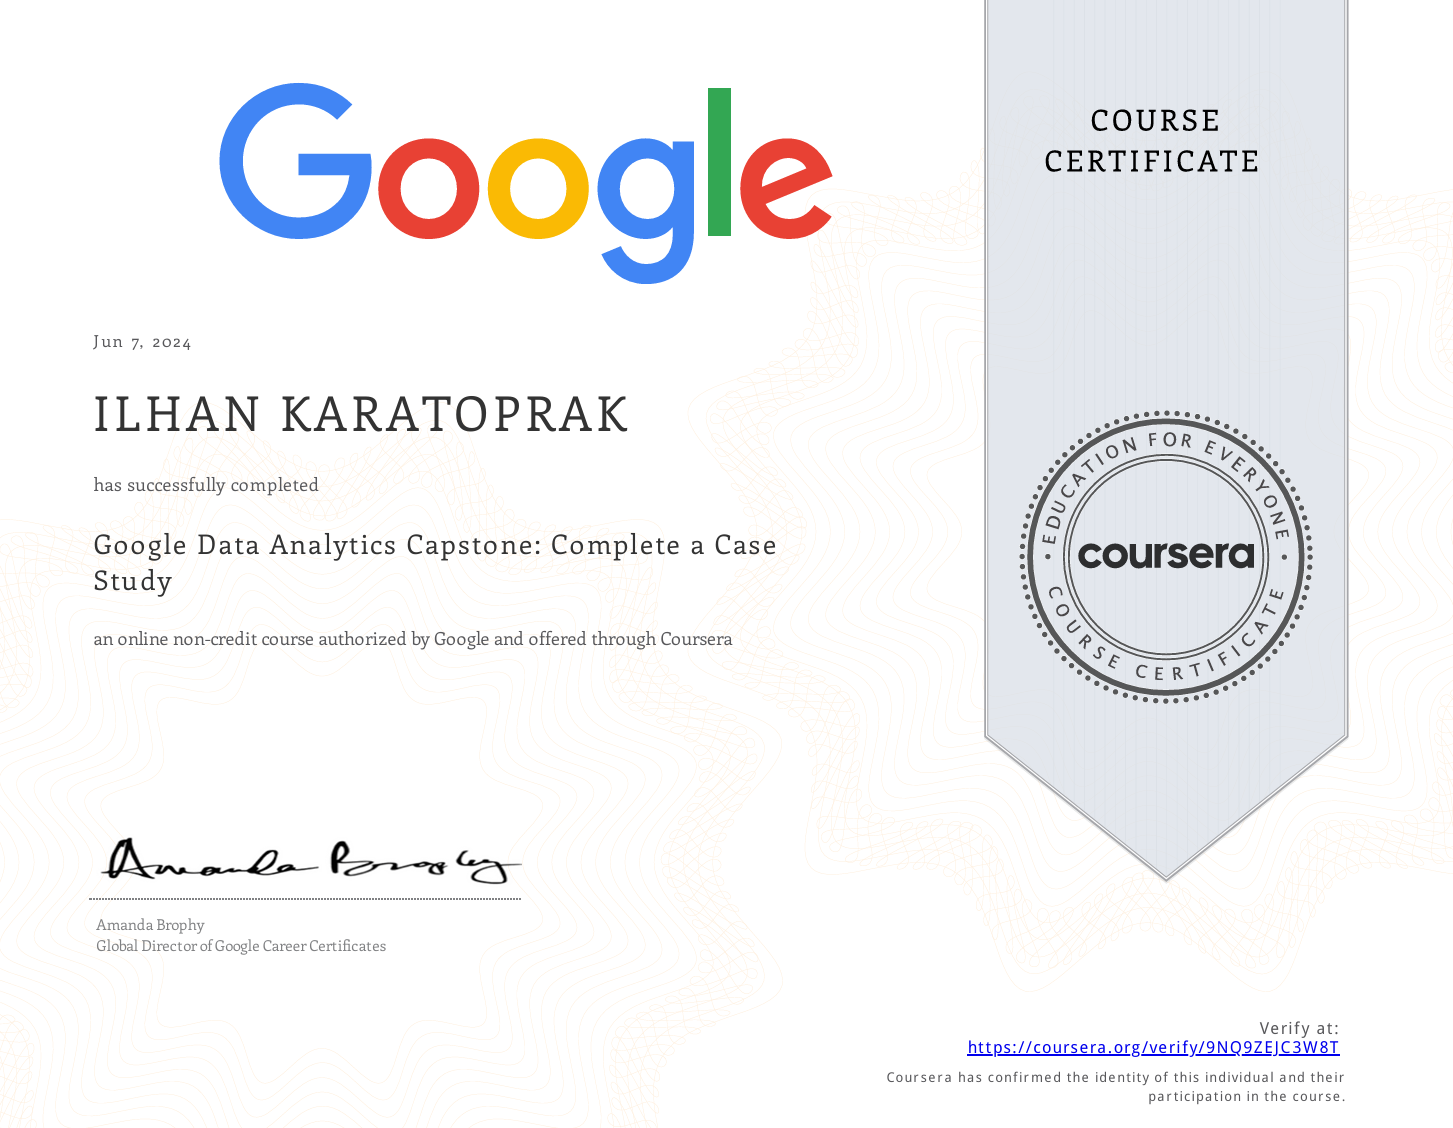 Google
COURSE
CERTIFICATE
Jun 7, 2024
ILHAN KARATOPRAK
has successfully completed
Google Data Analytics Capstone: Complete a Case
Study
an online non-credit course authorized by Google and offered through Coursera
EDUCATION FOR EVERYONE
coursera
COURSE CERTIFICATE
Amanda Brophy
Amanda Brophy
Global Director of Google Career Certificates
Verify at:
https://coursera.org/verify/9NQ9ZEJC3W8T
Coursera has confirmed the identity of this individual and their
participation in the course.